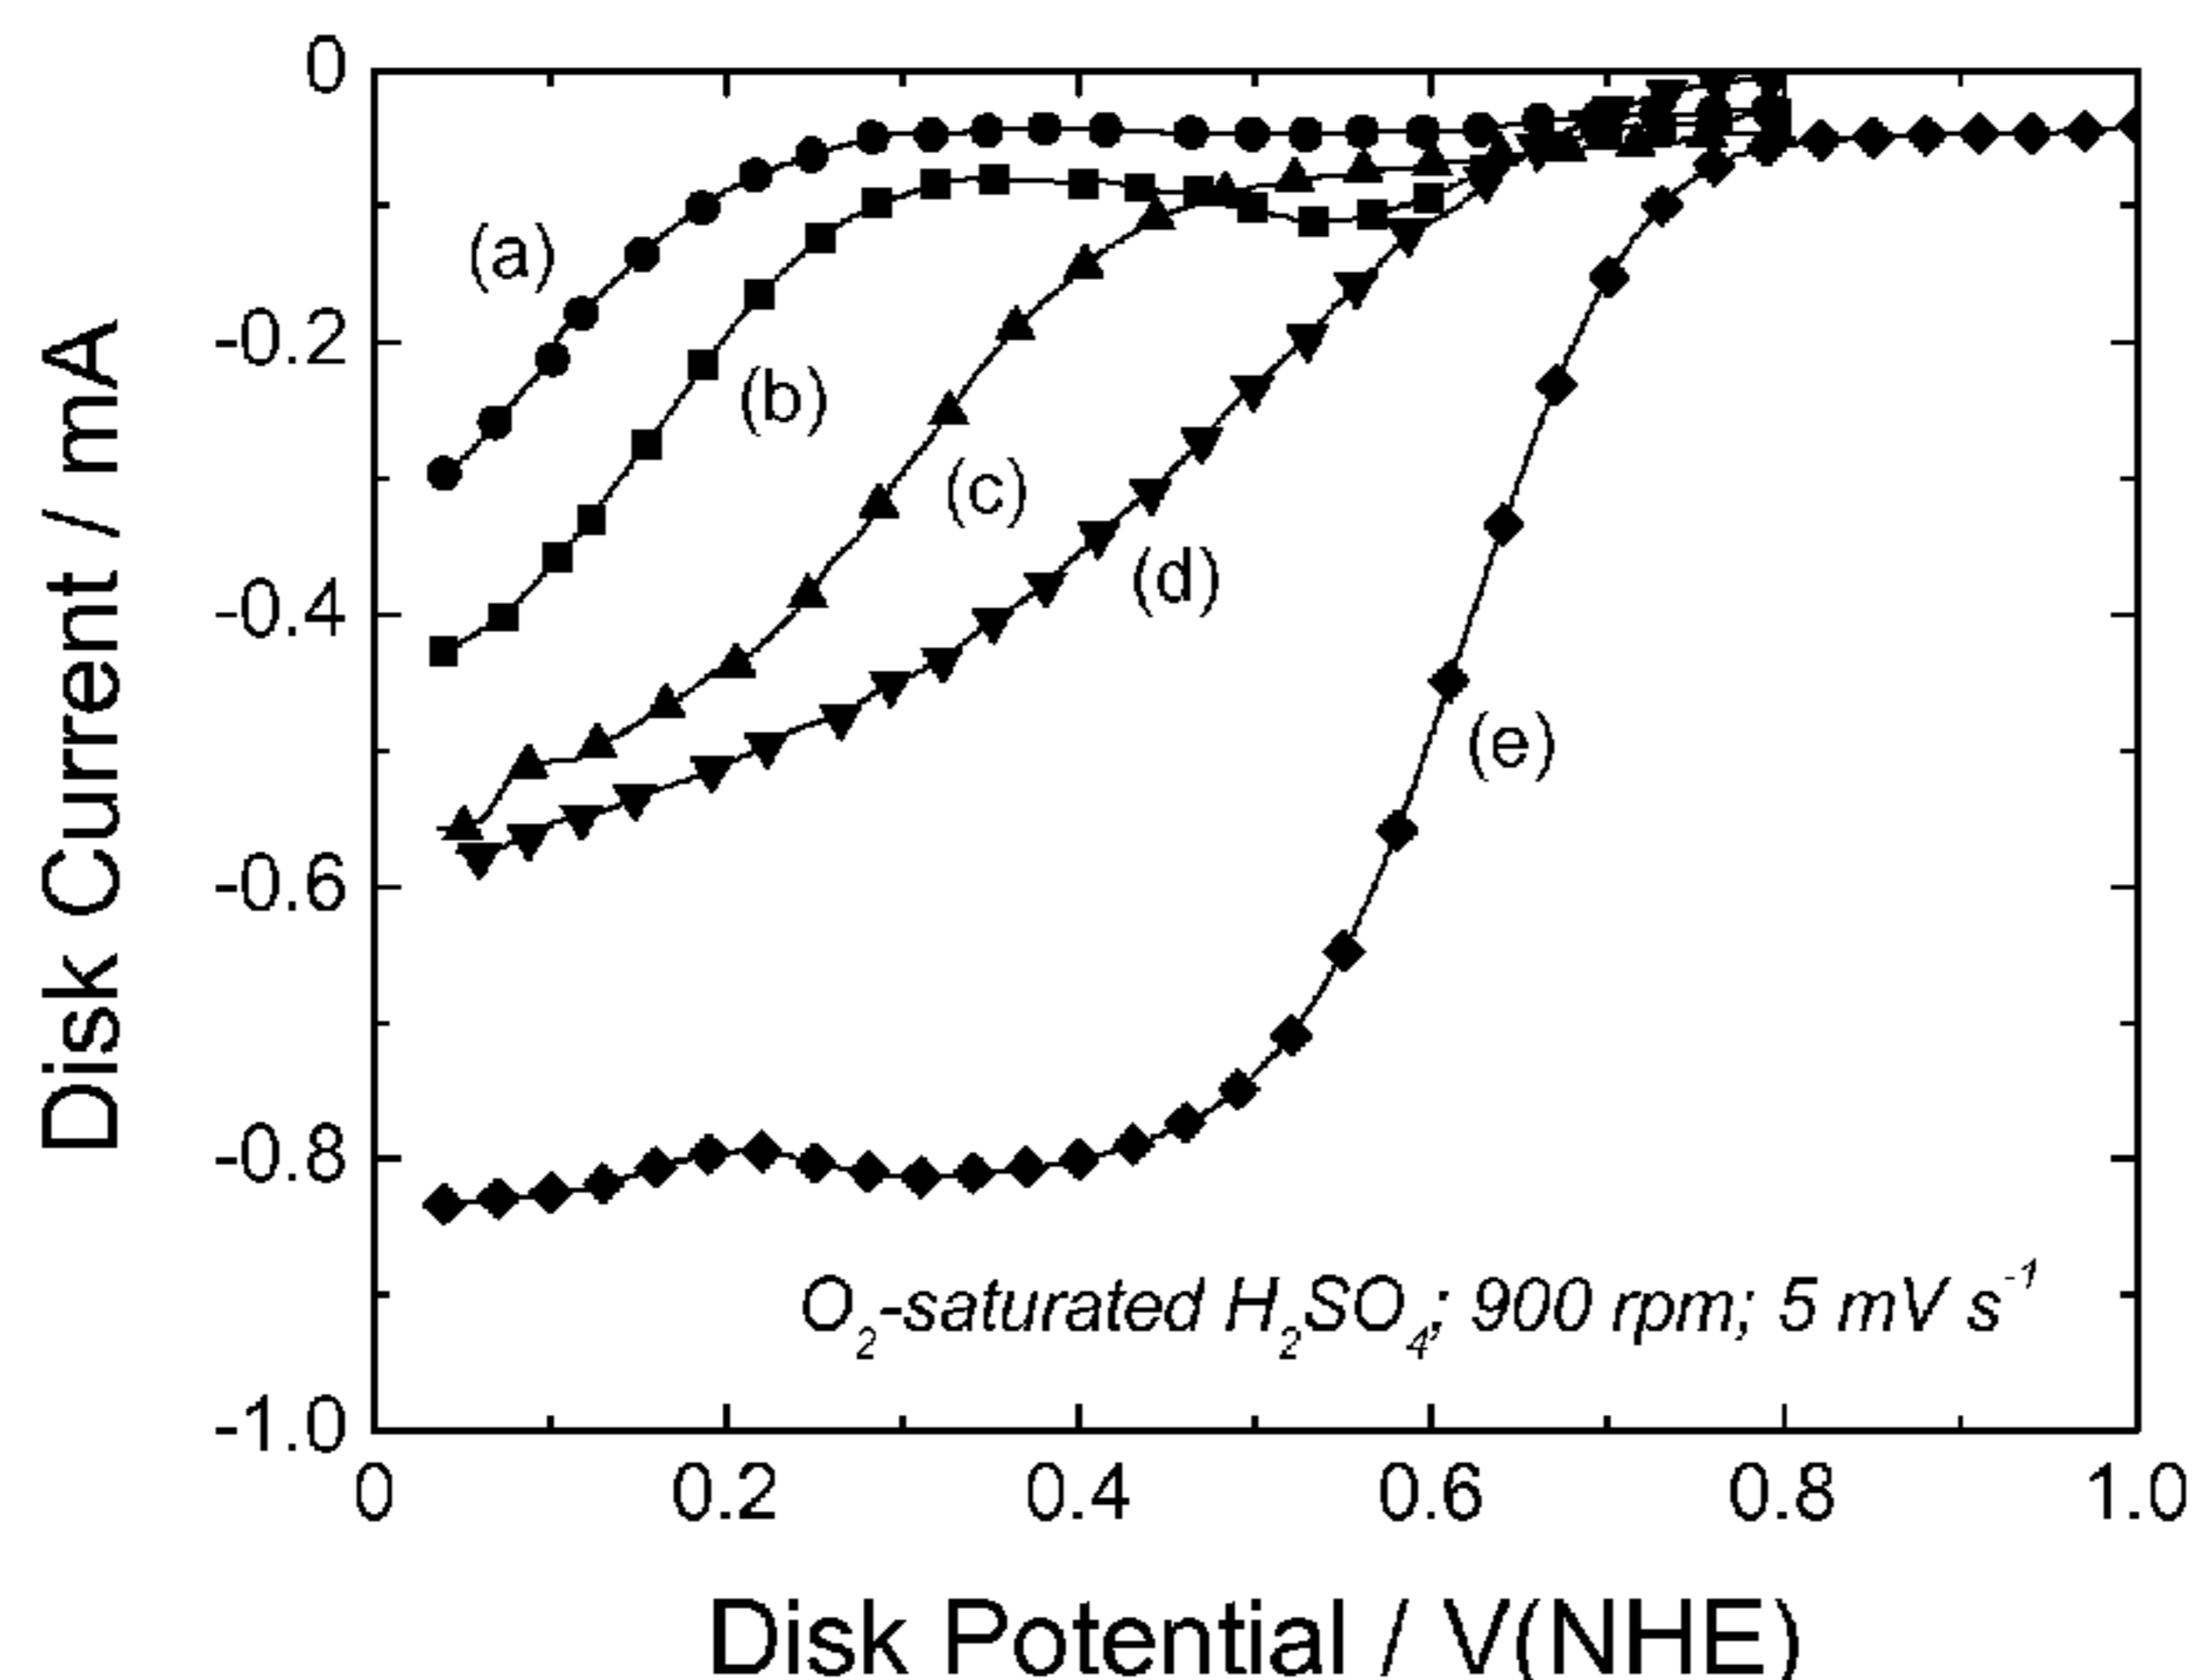 Disk Current / mA
0
-0.2
-0.4
-0.6
-0.8
-1.0
(a)
(b)
(c)
(d)
(e)
O₂-saturated H₂SO₄; 900 rpm; 5 mV s⁻¹
0 0.2 0.4 0.6 0.8 1.0
Disk Potential / V(NHE)